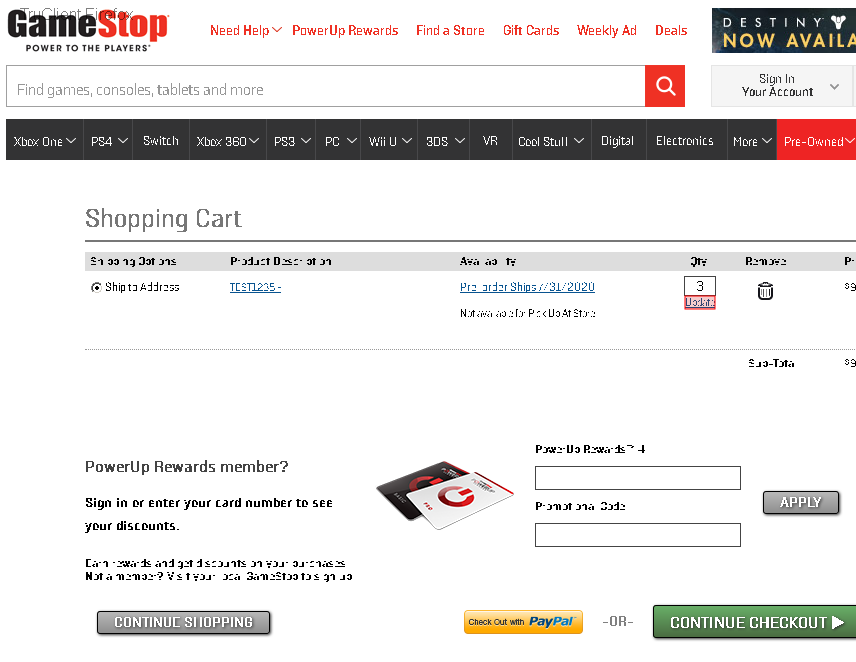 TruClient Firefox
GameStop
POWER TO THE PLAYERS®
Need Help PowerUp Rewards Find a Store Gift Cards Weekly Ad Deals
DESTINY
NOW AVAILA
Find games, consoles, tablets and more
Sign In
Your Account
Xbox One PS4 Switch Xbox 360 PS3 PC Wii U 3DS VR Cool Stuff Digital Electronics More Pre-Owned
Shopping Cart
Shipping Options Product Description Availability Qty Remove Pr
Ship to Address TEST1235 - Pre-order Ships 7/31/2020 3 $9
Update
Not available for Pick Up At Store
Sub-Total $9
PowerUp Rewards™ #
PowerUp Rewards member?
Sign in or enter your card number to see
your discounts.
Promotional Code
APPLY
Earn rewards and get discounts on your purchases.
Not a member? Visit your local GameStop to sign up
CONTINUE SHOPPING Check Out with PayPal -OR- CONTINUE CHECKOUT